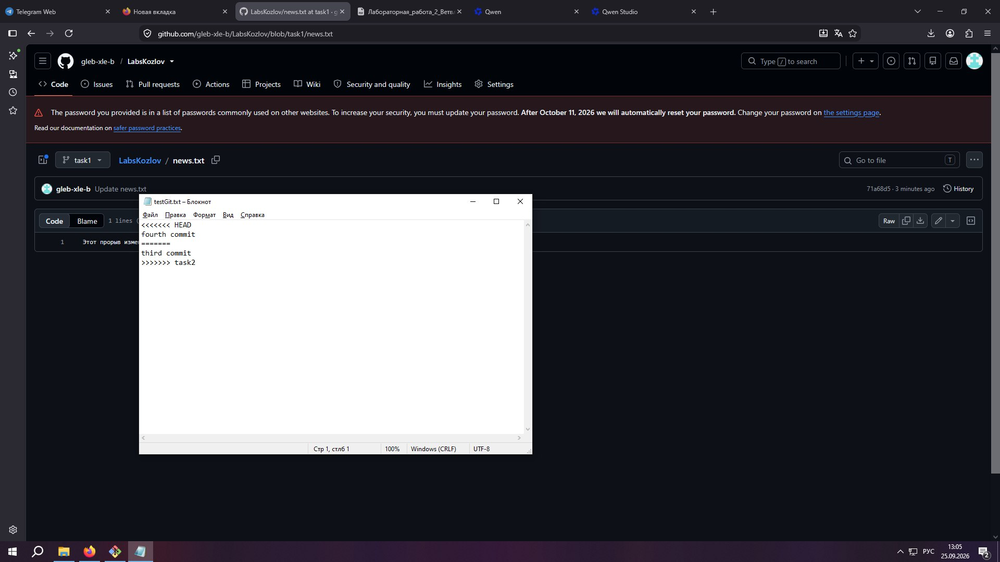 Telegram Web
Новая вкладка
LabsKozlov/news.txt at task1 · g
Лабораторная_работа_2_Ветвл
Qwen
Qwen Studio
github.com/gleb-xle-b/LabsKozlov/blob/task1/news.txt
gleb-xle-b / LabsKozlov
Type / to search
Code
Issues
Pull requests
Actions
Projects
Wiki
Security and quality
Insights
Settings
The password you provided is in a list of passwords commonly used on other websites. To increase your security, you must update your password. After October 11, 2026 we will automatically reset your password. Change your password on the settings page.
Read our documentation on safer password practices.
task1
LabsKozlov / news.txt
Go to file
T
gleb-xle-b Update news.txt
71a68d5 · 3 minutes ago
History
testGit.txt – Блокнот
Файл Правка Формат Вид Справка
<<<<<<< HEAD
fourth commit
=======
third commit
>>>>>>> task2
Code
Blame
1 lines (
Raw
1 Этот прорыв изме
Стр 1, стлб 1
100%
Windows (CRLF)
UTF-8
РУС
13:05
25.09.2026
2